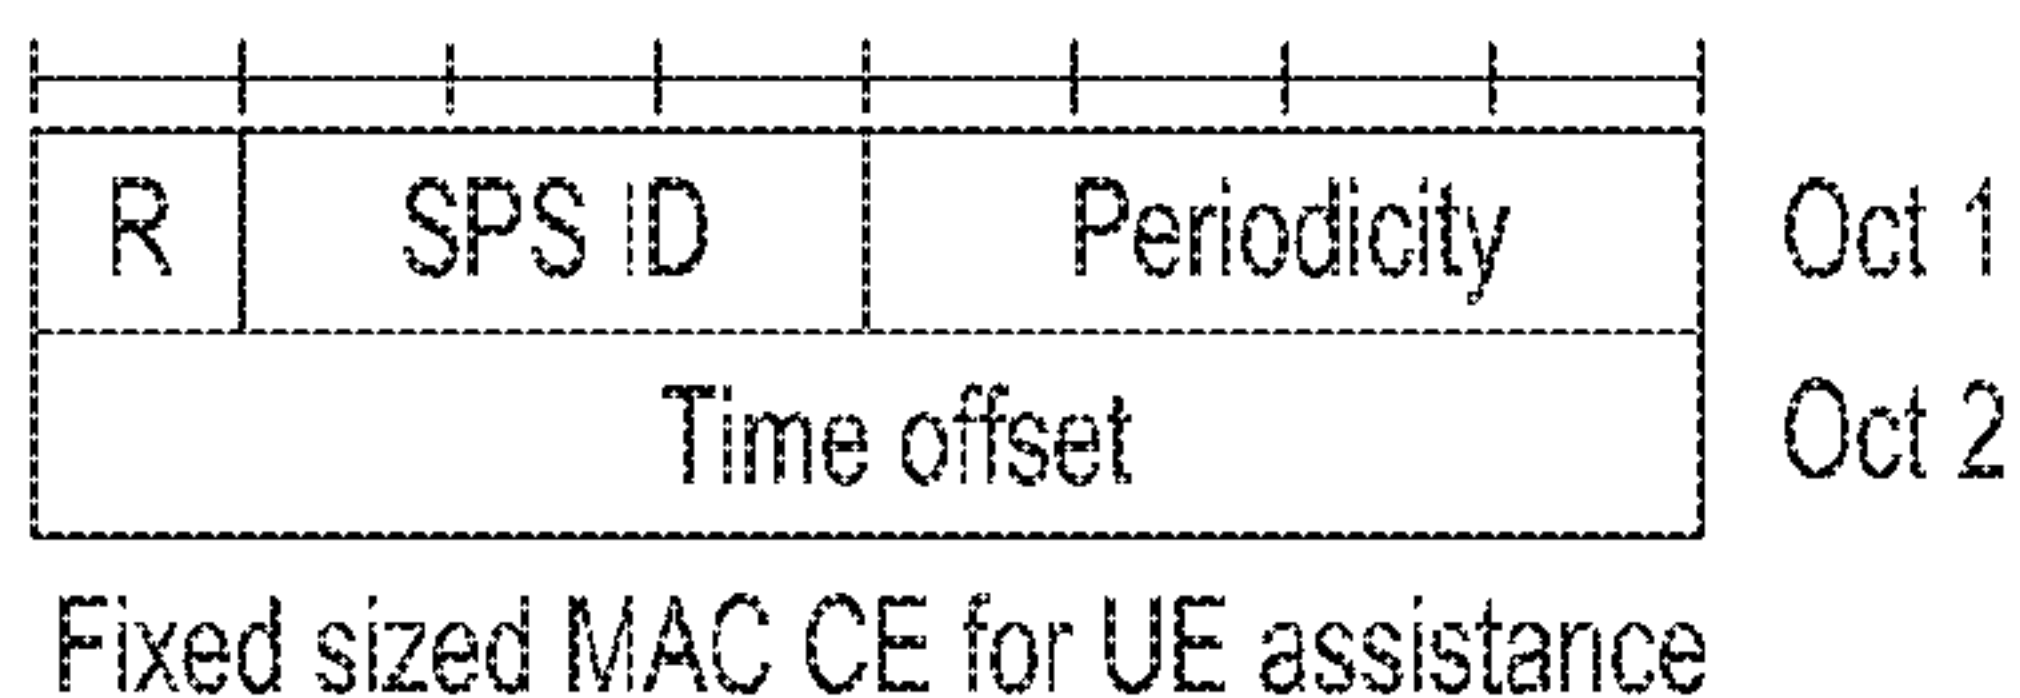 R SPS ID Periodicity Oct 1
Time offset Oct 2
Fixed sized MAC CE for UE assistance